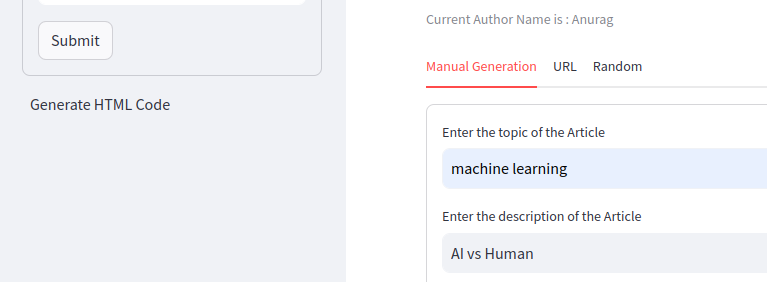 Submit
Generate HTML Code
Current Author Name is : Anurag
Manual Generation URL Random
Enter the topic of the Article
machine learning
Enter the description of the Article
AI vs Human